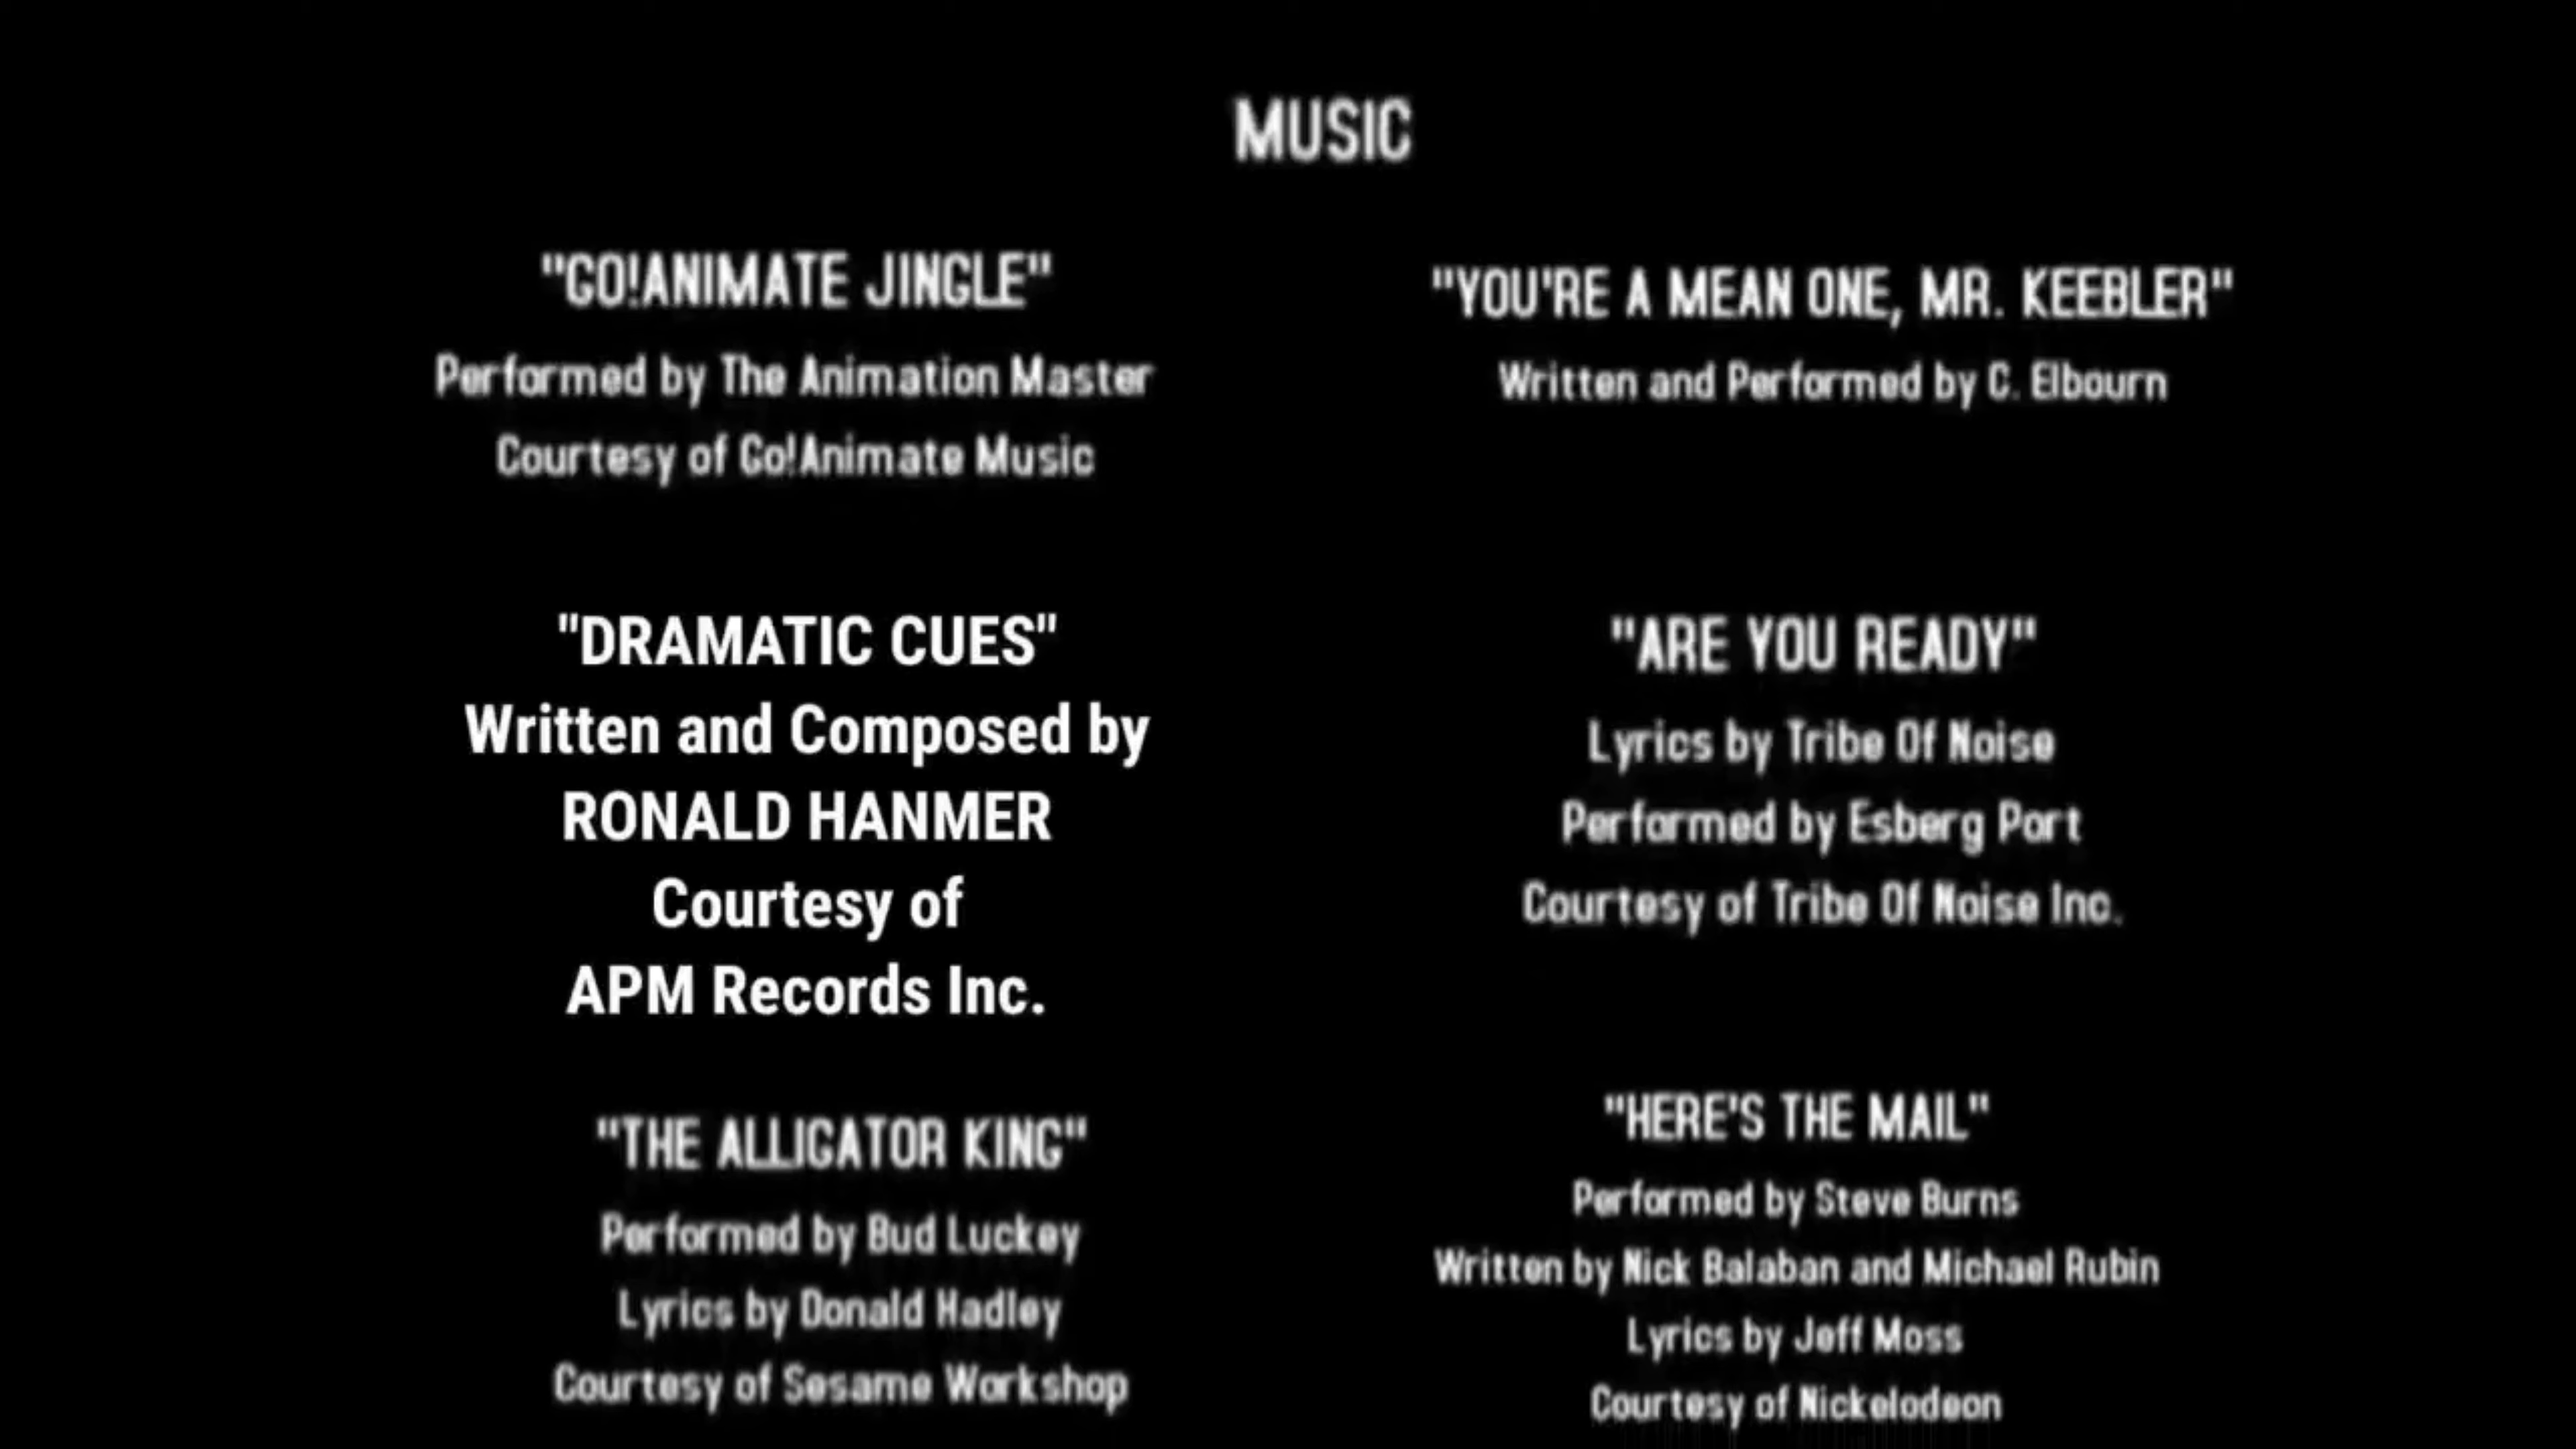 MUSIC
"GO!ANIMATE JINGLE"
Performed by The Animation Master
Courtesy of Go!Animate Music
"YOU'RE A MEAN ONE, MR. KEEBLER"
Written and Performed by C. Elbourn
"DRAMATIC CUES"
Written and Composed by
RONALD HANMER
Courtesy of
APM Records Inc.
"ARE YOU READY"
Lyrics by Tribe Of Noise
Performed by Esberg Port
Courtesy of Tribe Of Noise Inc.
"THE ALLIGATOR KING"
Performed by Bud Luckey
Lyrics by Donald Hadley
Courtesy of Sesame Workshop
"HERE'S THE MAIL"
Performed by Steve Burns
Written by Nick Balaban and Michael Rubin
Lyrics by Jeff Moss
Courtesy of Nickelodeon